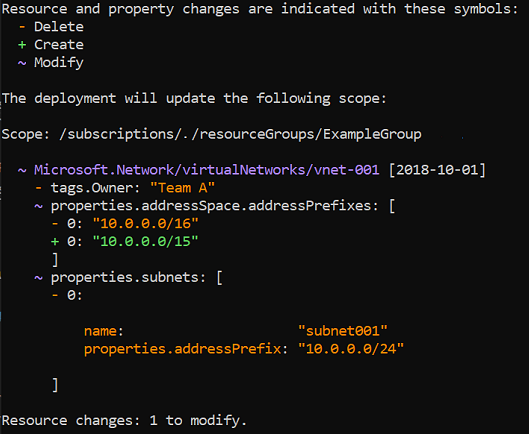 Resource and property changes are indicated with these symbols:
- Delete
+ Create
~ Modify
The deployment will update the following scope:
Scope: /subscriptions/./resourceGroups/ExampleGroup
~ Microsoft.Network/virtualNetworks/vnet-001 [2018-10-01]
- tags.Owner: "Team A"
~ properties.addressSpace.addressPrefixes: [
- 0: "10.0.0.0/16"
+ 0: "10.0.0.0/15"
]
~ properties.subnets: [
- 0:
name: "subnet001"
properties.addressPrefix: "10.0.0.0/24"
]
Resource changes: 1 to modify.